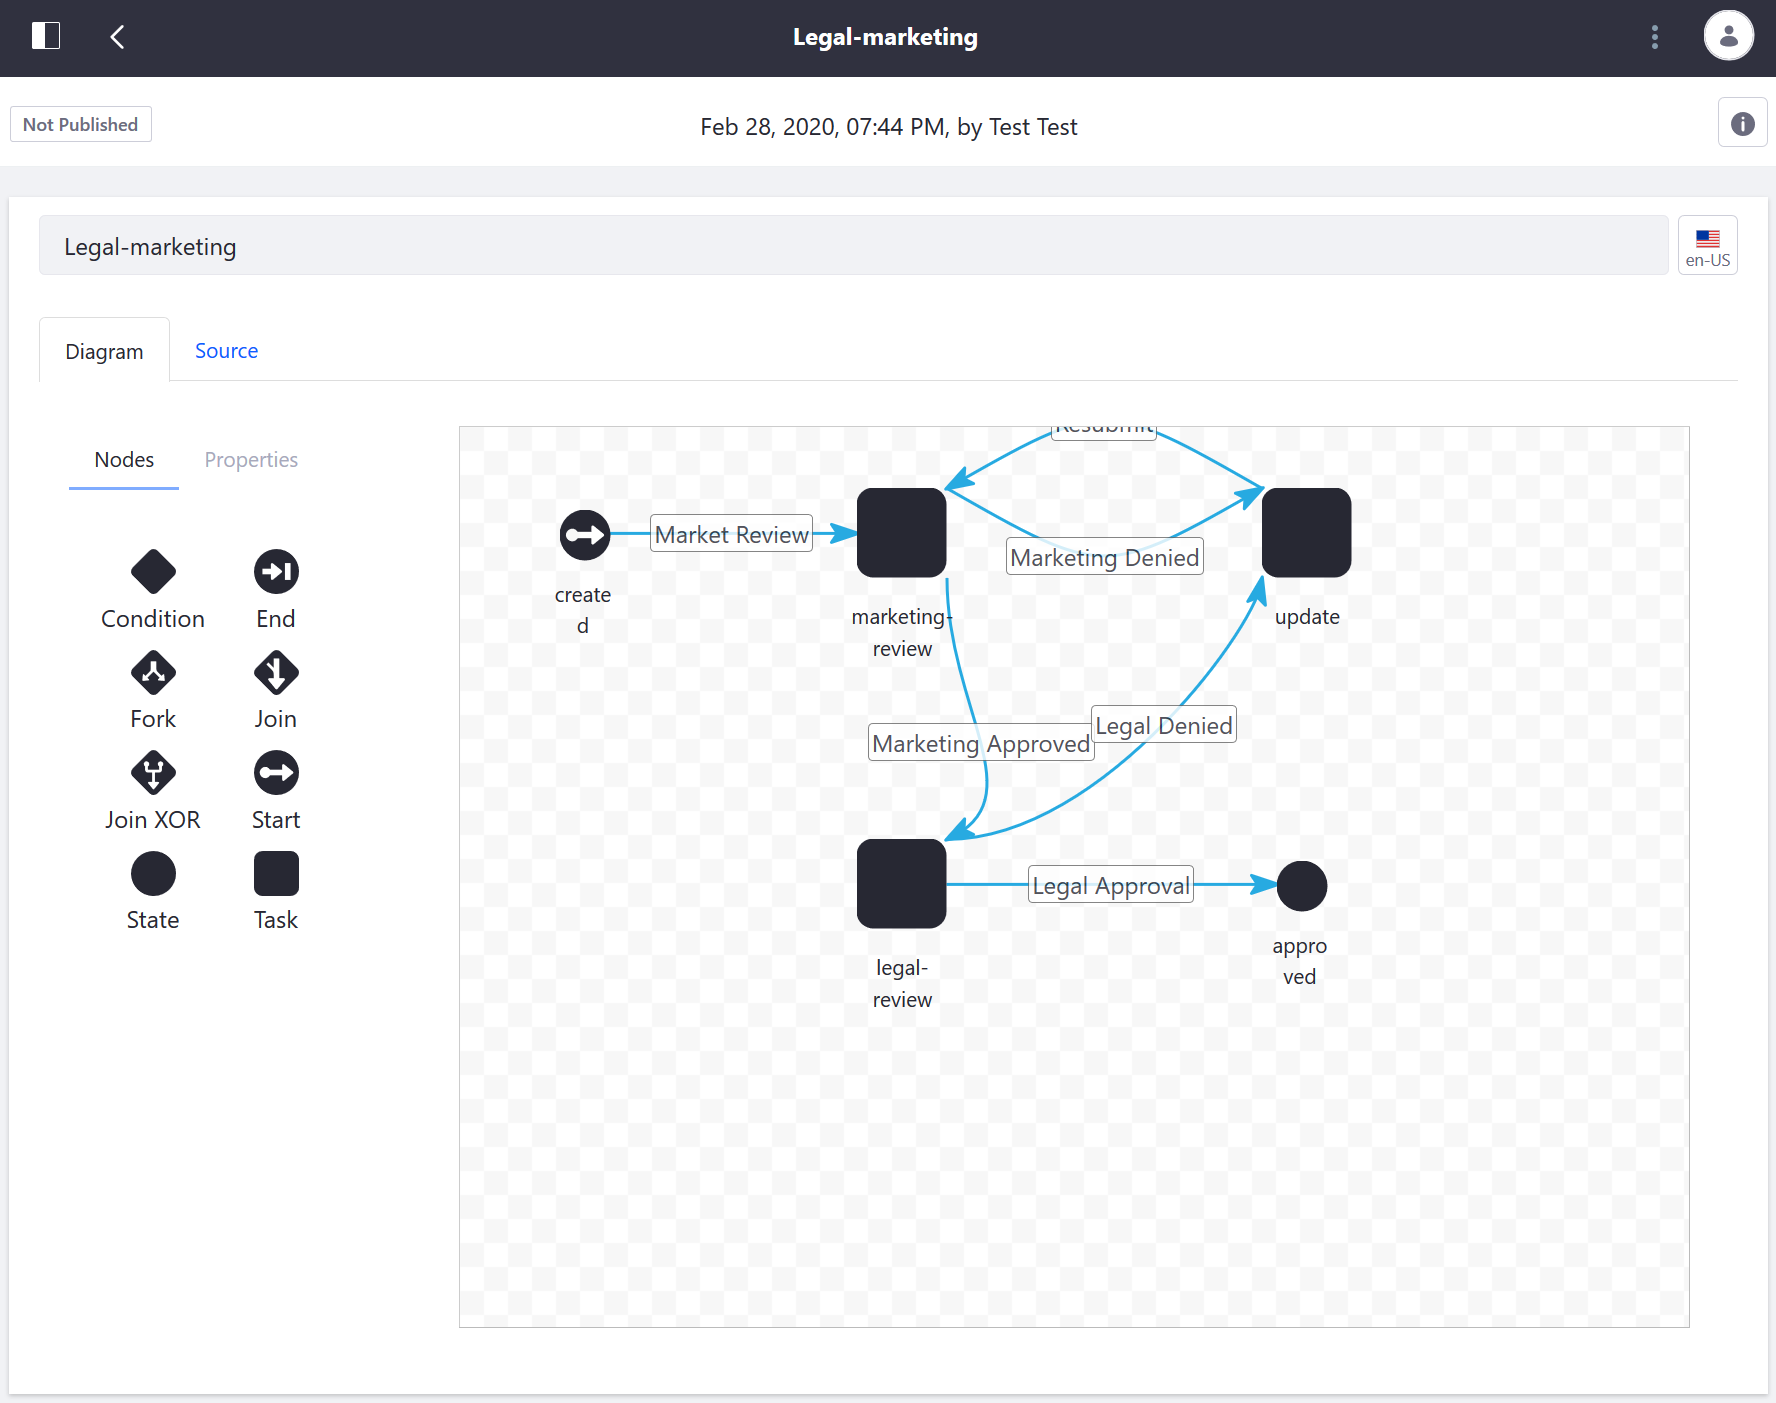 Legal-marketing
Not Published
Feb 28, 2020, 07:44 PM, by Test Test
Legal-marketing
en-US
Diagram
Source
Nodes
Properties
Condition
End
Fork
Join
Join XOR
Start
State
Task
Resubmit
Market Review
Marketing Denied
create
d
marketing-
review
update
Marketing Approved
Legal Denied
Legal Approval
legal-
review
appro
ved